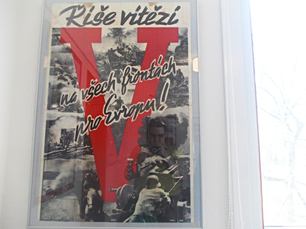 Říše vítězí
V
na všech frontách
pro Evropu!